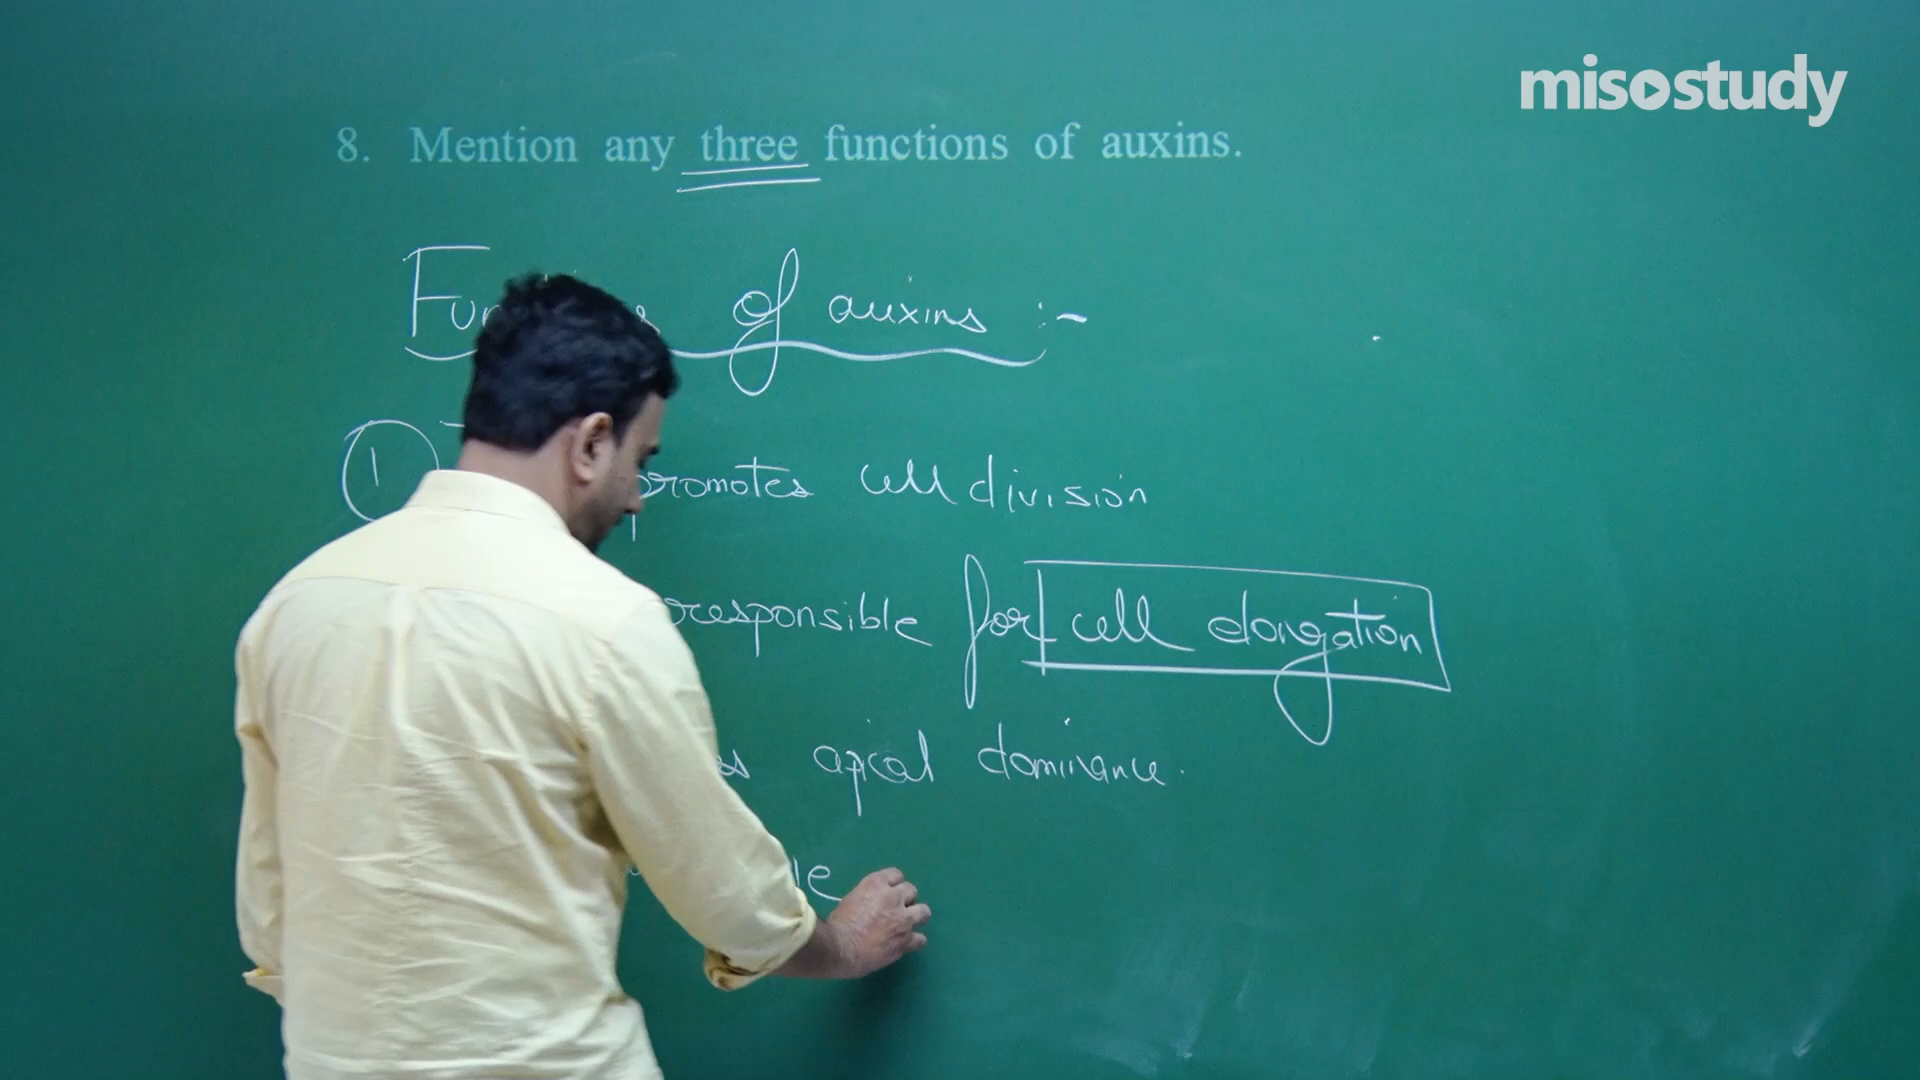 misostudy
8. Mention any three functions of auxins.
of auxins :-
1 promotes cell division
responsible for cell elongation
apical dominance.